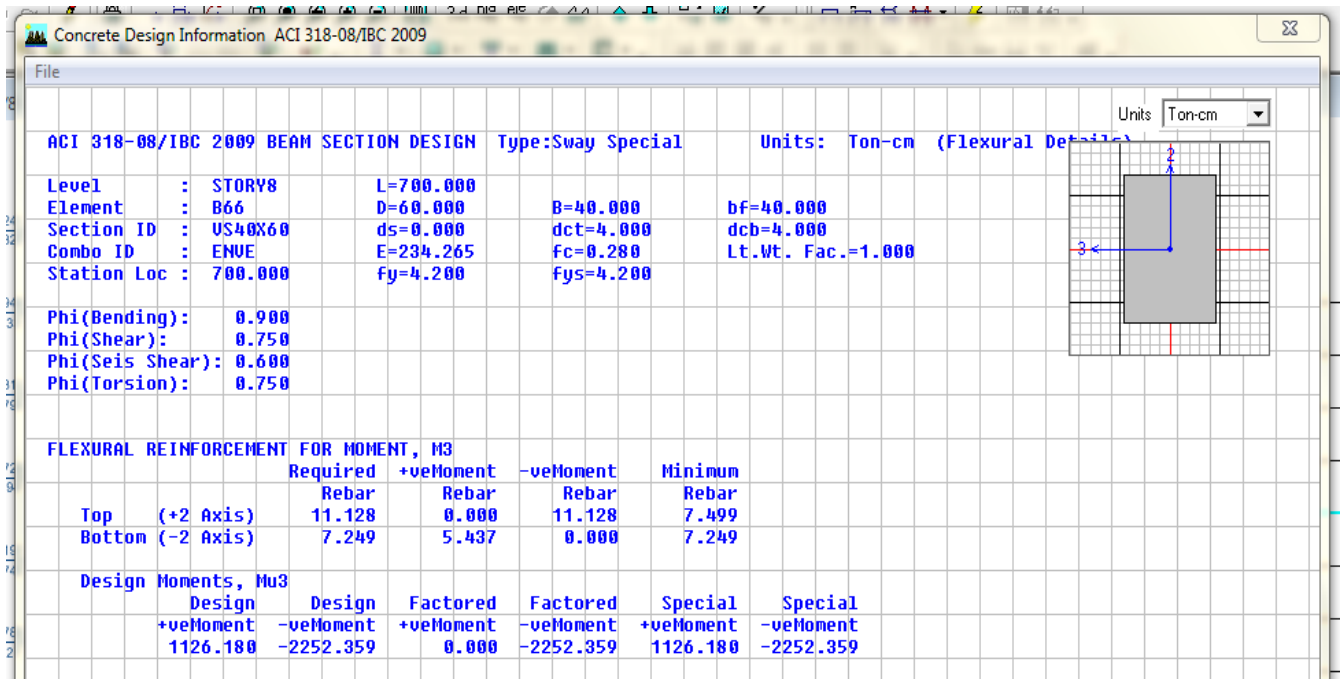 Concrete Design Information ACI 318-08/IBC 2009
File
Units Ton-cm
ACI 318-08/IBC 2009 BEAM SECTION DESIGN Type:Sway Special Units: Ton-cm (Flexural Details)
2
3
Level : STORY8 L=700.000
Element : B66 D=60.000 B=40.000 bf=40.000
Section ID : VS40X60 ds=0.000 dct=4.000 dcb=4.000
Combo ID : ENVE E=234.265 fc=0.280 Lt.Wt. Fac.=1.000
Station Loc : 700.000 fy=4.200 fys=4.200
Phi(Bending): 0.900
Phi(Shear): 0.750
Phi(Seis Shear): 0.600
Phi(Torsion): 0.750
FLEXURAL REINFORCEMENT FOR MOMENT, M3
Required +veMoment -veMoment Minimum
Rebar Rebar Rebar Rebar
Top (+2 Axis) 11.128 0.000 11.128 7.499
Bottom (-2 Axis) 7.249 5.437 0.000 7.249
Design Moments, Mu3
Design Design Factored Factored Special Special
+veMoment -veMoment +veMoment -veMoment +veMoment -veMoment
1126.180 -2252.359 0.000 -2252.359 1126.180 -2252.359